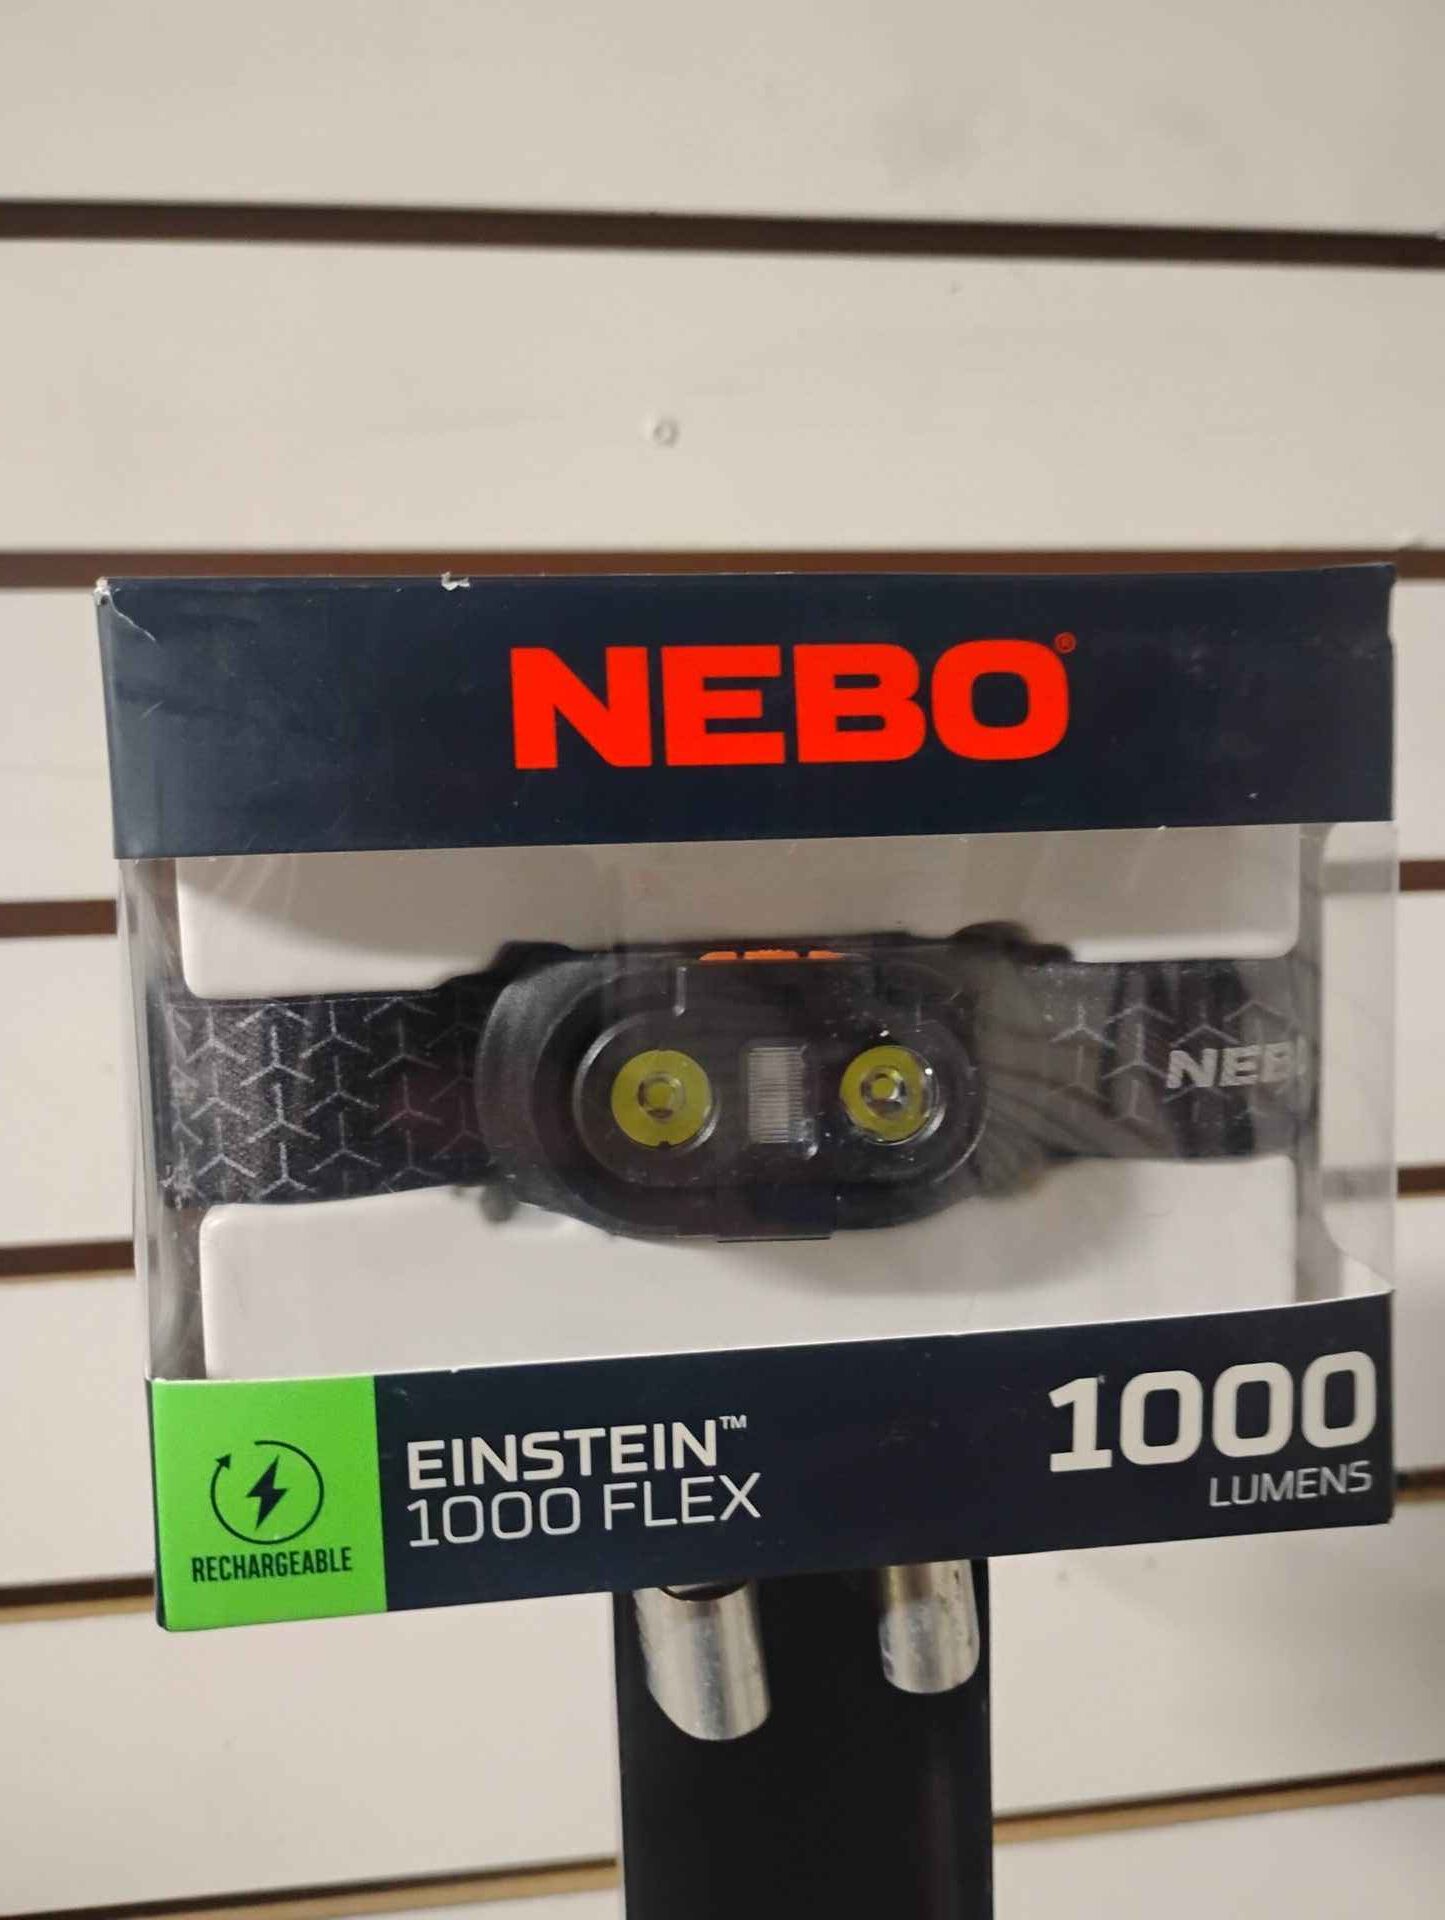 NEBO®
NEBO
RECHARGEABLE
EINSTEIN™
1000 FLEX
1000
LUMENS